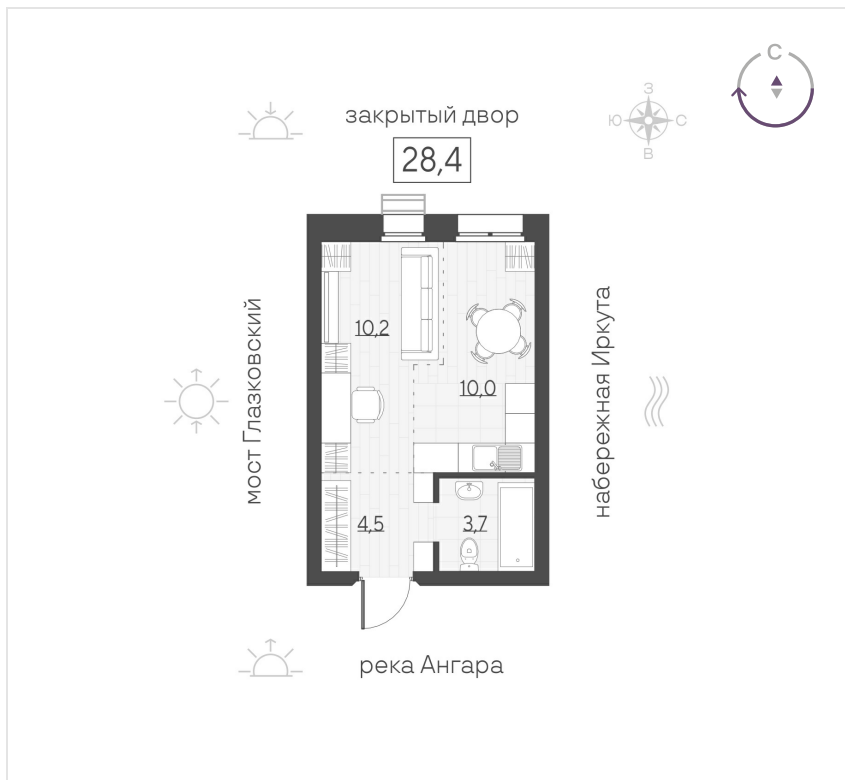 С
закрытый двор
З
Ю
С
В
28,4
мост Глазковский
10,2
10,0
набережная Иркута
4,5
3,7
река Ангара